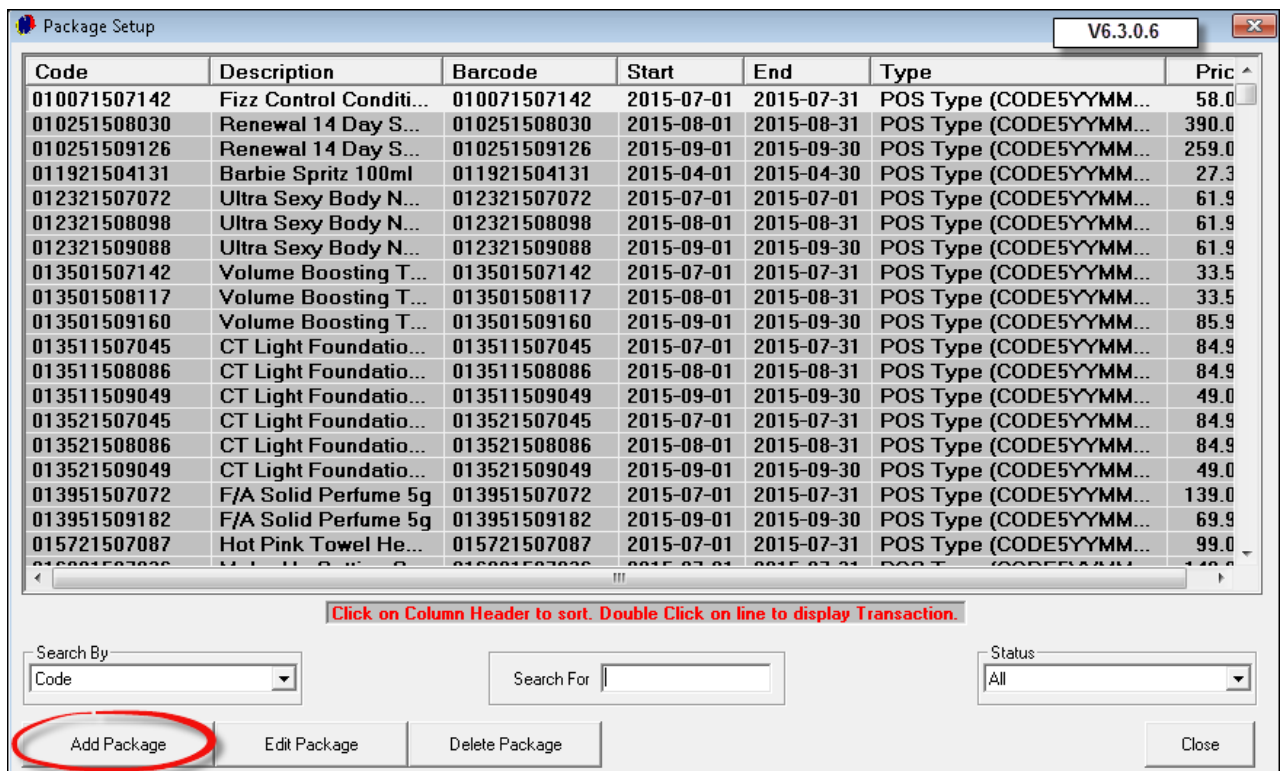 Package Setup V6.3.0.6
Code Description Barcode Start End Type Pric
010071507142 Fizz Control Conditi... 010071507142 2015-07-01 2015-07-31 POS Type (CODE5YYMM... 58.0
010251508030 Renewal 14 Day S... 010251508030 2015-08-01 2015-08-31 POS Type (CODE5YYMM... 390.0
010251509126 Renewal 14 Day S... 010251509126 2015-09-01 2015-09-30 POS Type (CODE5YYMM... 259.0
011921504131 Barbie Spritz 100ml 011921504131 2015-04-01 2015-04-30 POS Type (CODE5YYMM... 27.3
012321507072 Ultra Sexy Body N... 012321507072 2015-07-01 2015-07-01 POS Type (CODE5YYMM... 61.9
012321508098 Ultra Sexy Body N... 012321508098 2015-08-01 2015-08-31 POS Type (CODE5YYMM... 61.9
012321509088 Ultra Sexy Body N... 012321509088 2015-09-01 2015-09-30 POS Type (CODE5YYMM... 61.9
013501507142 Volume Boosting T... 013501507142 2015-07-01 2015-07-31 POS Type (CODE5YYMM... 33.5
013501508117 Volume Boosting T... 013501508117 2015-08-01 2015-08-31 POS Type (CODE5YYMM... 33.5
013501509160 Volume Boosting T... 013501509160 2015-09-01 2015-09-30 POS Type (CODE5YYMM... 85.9
013511507045 CT Light Foundatio... 013511507045 2015-07-01 2015-07-31 POS Type (CODE5YYMM... 84.9
013511508086 CT Light Foundatio... 013511508086 2015-08-01 2015-08-31 POS Type (CODE5YYMM... 84.9
013511509049 CT Light Foundatio... 013511509049 2015-09-01 2015-09-30 POS Type (CODE5YYMM... 49.0
013521507045 CT Light Foundatio... 013521507045 2015-07-01 2015-07-31 POS Type (CODE5YYMM... 84.9
013521508086 CT Light Foundatio... 013521508086 2015-08-01 2015-08-31 POS Type (CODE5YYMM... 84.9
013521509049 CT Light Foundatio... 013521509049 2015-09-01 2015-09-30 POS Type (CODE5YYMM... 49.0
013951507072 F/A Solid Perfume 5g 013951507072 2015-07-01 2015-07-31 POS Type (CODE5YYMM... 139.0
013951509182 F/A Solid Perfume 5g 013951509182 2015-09-01 2015-09-30 POS Type (CODE5YYMM... 69.9
015721507087 Hot Pink Towel He... 015721507087 2015-07-01 2015-07-31 POS Type (CODE5YYMM... 99.0
Click on Column Header to sort. Double Click on line to display Transaction.
Search By Status
Code Search For All
Add Package Edit Package Delete Package Close